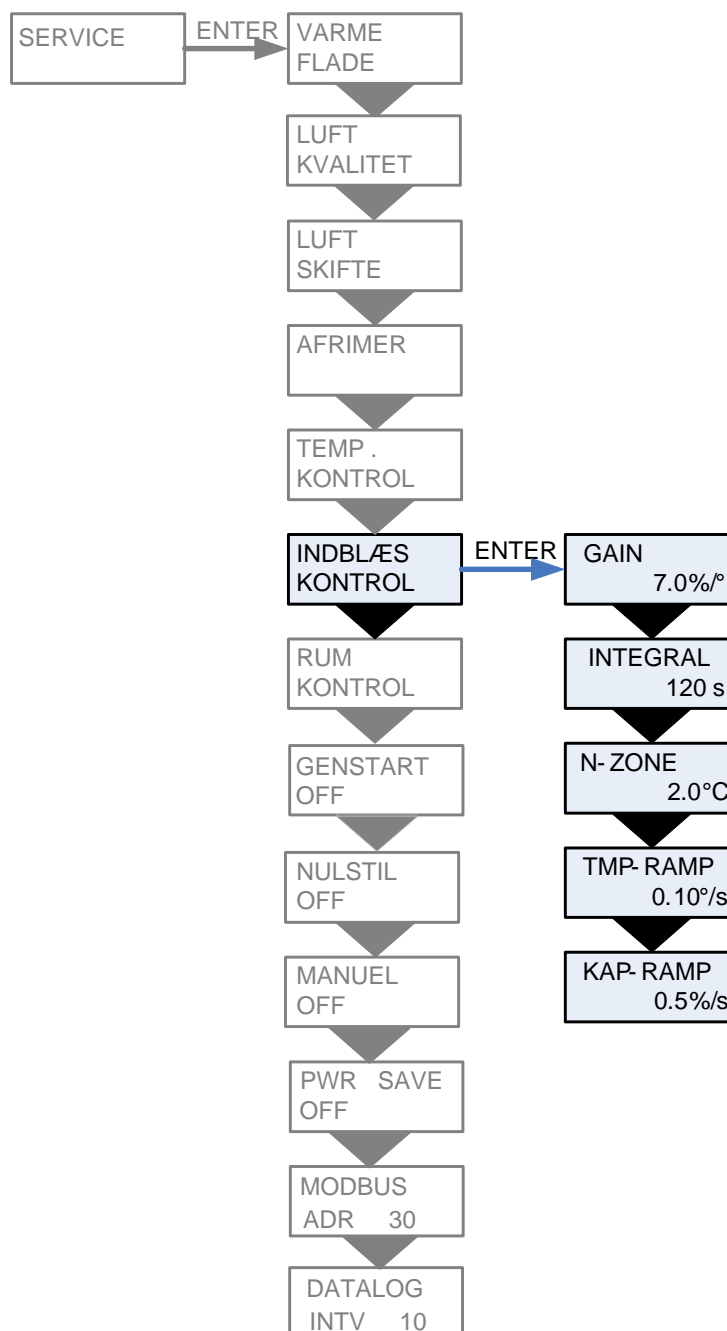 SERVICE
ENTER
VARME
FLADE
LUFT
KVALITET
LUFT
SKIFTE
AFRIMER
TEMP .
KONTROL
INDBLÆS
KONTROL
ENTER
GAIN
7.0%/°
INTEGRAL
120 s
N- ZONE
2.0°C
TMP- RAMP
0.10°/s
KAP- RAMP
0.5%/s
RUM
KONTROL
GENSTART
OFF
NULSTIL
OFF
MANUEL
OFF
PWR SAVE
OFF
MODBUS
ADR 30
DATALOG
INTV 10